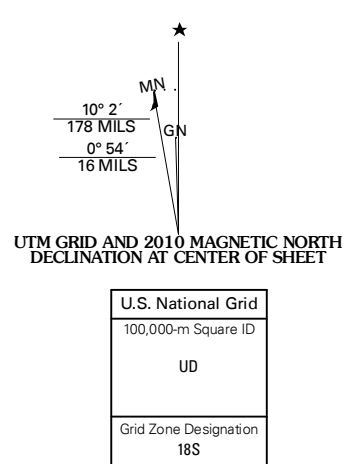 ★
MN
10° 2´
178 MILS
GN
0° 54´
16 MILS
UTM GRID AND 2010 MAGNETIC NORTH
DECLINATION AT CENTER OF SHEET
U.S. National Grid
100,000-m Square ID
UD
Grid Zone Designation
18S